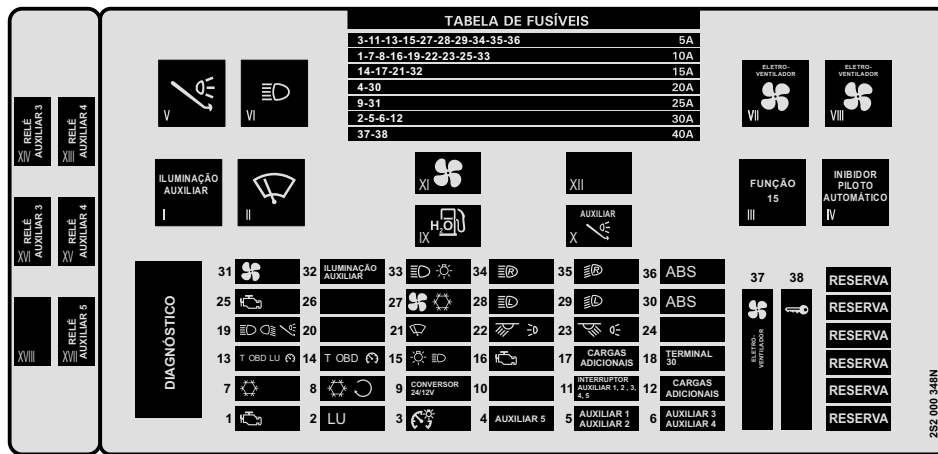 TABELA DE FUSÍVEIS
3-11-13-15-27-28-29-34-35-36 5A
1-7-8-16-19-22-23-25-33 10A
14-17-21-32 15A
4-30 20A
9-31 25A
2-5-6-12 30A
37-38 40A
V
VI
ELETRO-
VENTILADOR
VII
ELETRO-
VENTILADOR
VIII
XIV RELÉ
AUXILIAR 3
XIII RELÉ
AUXILIAR 4
XVI RELÉ
AUXILIAR 3
XV RELÉ
AUXILIAR 4
XVIII
XVII RELÉ
AUXILIAR 5
ILUMINAÇÃO
AUXILIAR
I
II
XI
XII
IX H2O
AUXILIAR
X
FUNÇÃO
15
III
INIBIDOR
PILOTO
AUTOMÁTICO
IV
DIAGNÓSTICO
31 32 ILUMINAÇÃO
AUXILIAR
33 34 R 35 R 36 ABS
25 26 27 28 L 29 L 30 ABS
19 20 21 22 23 24
13 T OBD LU 14 T OBD 15 16 17 CARGAS
ADICIONAIS
18 TERMINAL
30
7 8 9 CONVERSOR
24/12V
10 11 INTERRUPTOR
AUXILIAR 1, 2 , 3,
4, 5
12 CARGAS
ADICIONAIS
1 2 LU 3 4 AUXILIAR 5 5 AUXILIAR 1
AUXILIAR 2
6 AUXILIAR 3
AUXILIAR 4
37 38
ELETRO-
VENTILADOR
RESERVA
RESERVA
RESERVA
RESERVA
RESERVA
RESERVA
2S2 000 348N